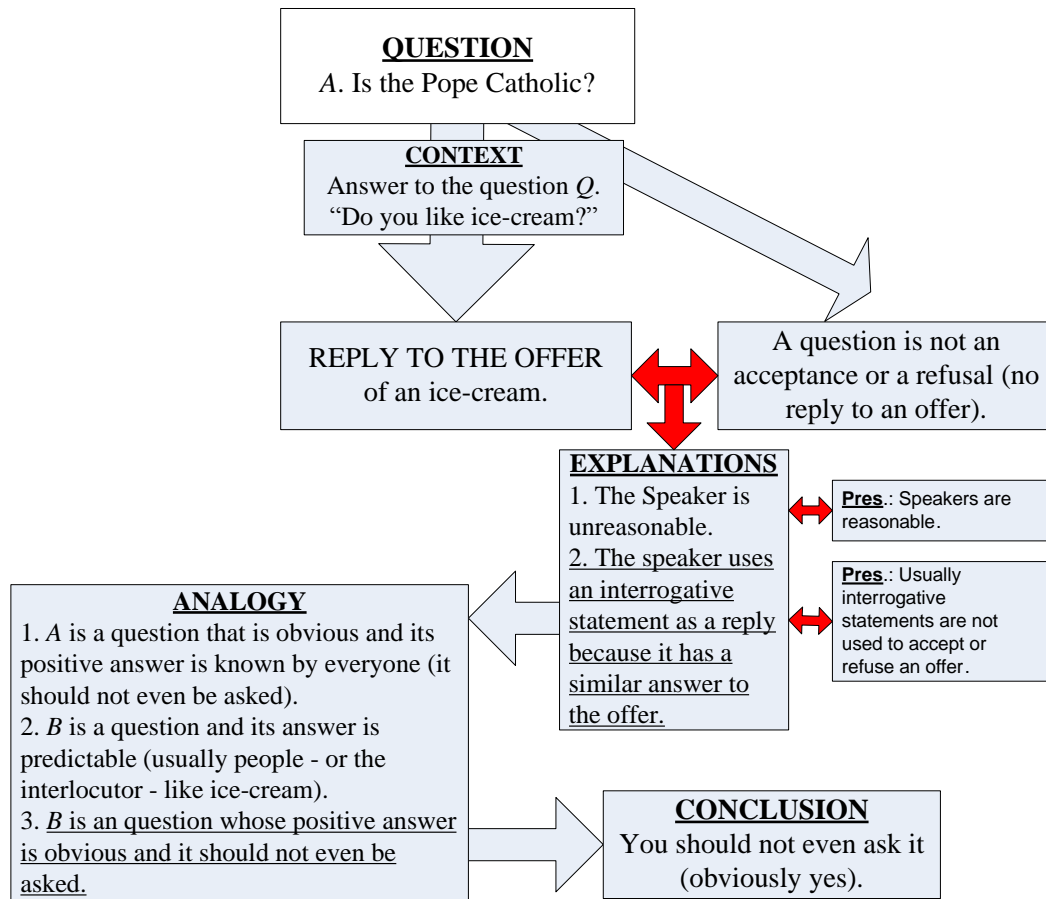 QUESTION
A. Is the Pope Catholic?
CONTEXT
Answer to the question Q.
“Do you like ice-cream?”
REPLY TO THE OFFER
of an ice-cream.
A question is not an
acceptance or a refusal (no
reply to an offer).
EXPLANATIONS
1. The Speaker is
unreasonable.
2. The speaker uses
an interrogative
statement as a reply
because it has a
similar answer to
the offer.
Pres.: Speakers are
reasonable.
Pres.: Usually
interrogative
statements are not
used to accept or
refuse an offer.
ANALOGY
1. A is a question that is obvious and its
positive answer is known by everyone (it
should not even be asked).
2. B is a question and its answer is
predictable (usually people - or the
interlocutor - like ice-cream).
3. B is an question whose positive answer
is obvious and it should not even be
asked.
CONCLUSION
You should not even ask it
(obviously yes).